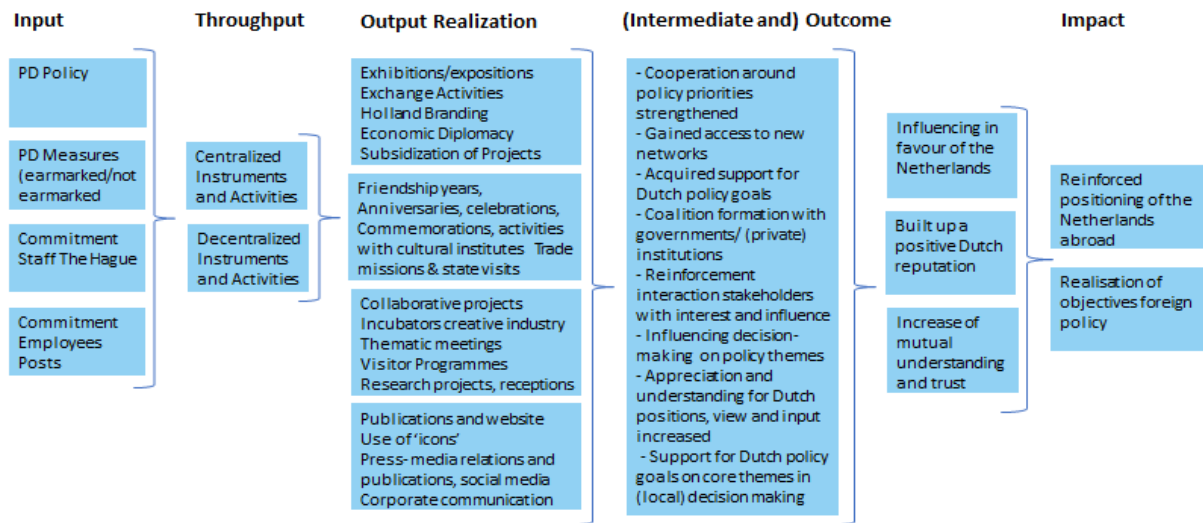 Input
Throughput
Output Realization
(Intermediate and) Outcome
Impact
PD Policy
PD Measures
(earmarked/not
earmarked
Commitment
Staff The Hague
Commitment
Employees
Posts
Centralized
Instruments
and Activities
Decentralized
Instruments
and Activities
Exhibitions/expositions
Exchange Activities
Holland Branding
Economic Diplomacy
Subsidization of Projects
Friendship years,
Anniversaries, celebrations,
Commemorations, activities
with cultural institutes Trade
missions & state visits
Collaborative projects
Incubators creative industry
Thematic meetings
Visitor Programmes
Research projects, receptions
Publications and website
Use of 'icons'
Press- media relations and
publications, social media
Corporate communication
- Cooperation around
policy priorities
strengthened
- Gained access to new
networks
- Acquired support for
Dutch policy goals
- Coalition formation with
governments/ (private)
institutions
- Reinforcement
interaction stakeholders
with interest and influence
- Influencing decision-
making on policy themes
- Appreciation and
understanding for Dutch
positions, view and input
increased
- Support for Dutch policy
goals on core themes in
(local) decision making
Influencing in
favour of the
Netherlands
Built up a
positive Dutch
reputation
Increase of
mutual
understanding
and trust
Reinforced
positioning of the
Netherlands
abroad
Realisation of
objectives foreign
policy